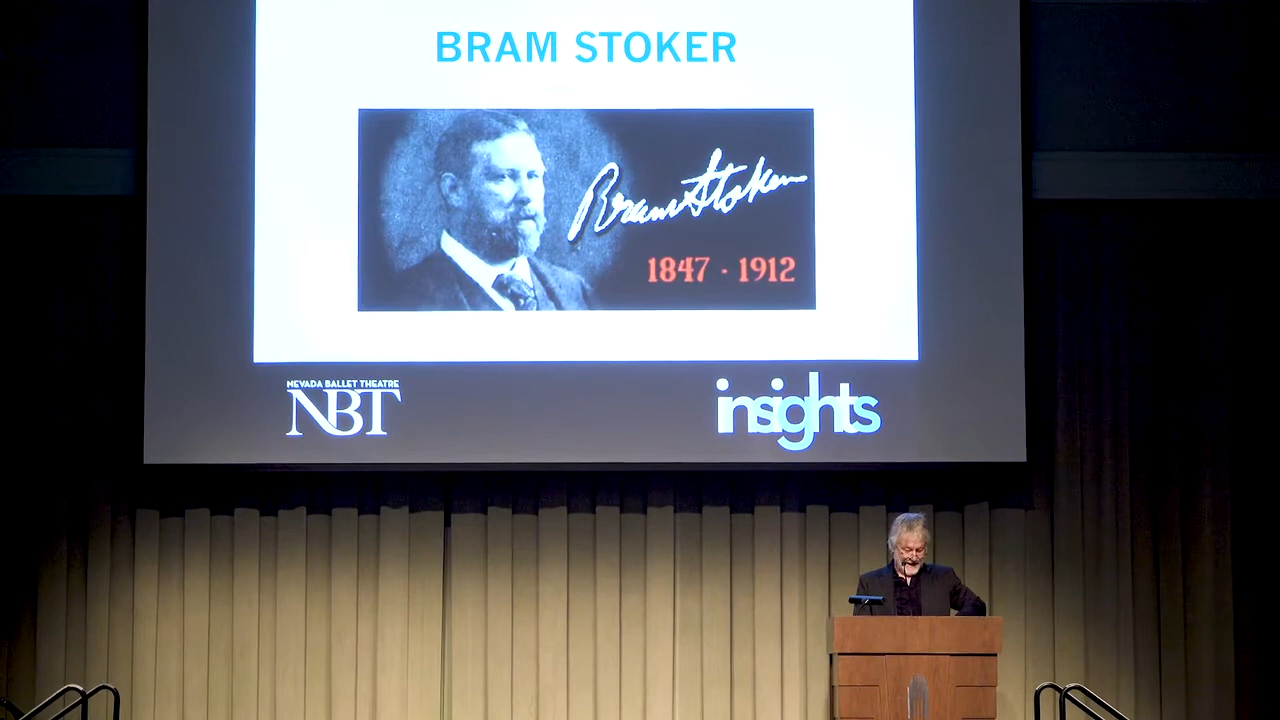 BRAM STOKER
Bram Stoker
1847 · 1912
NEVADA BALLET THEATRE
NBT
insights